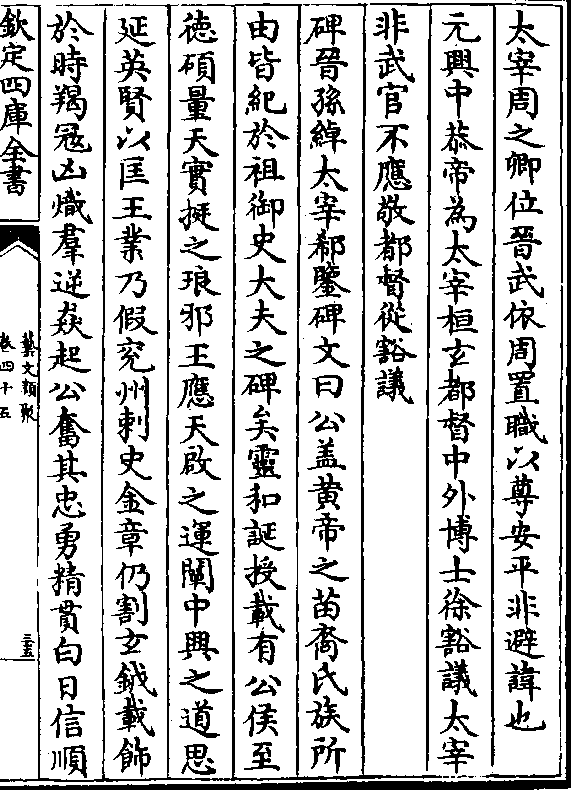 太宰周之卿位晉武依周置職以尊安平非避諱也
元興中恭帝為太宰桓玄都督中外博士徐豁議太宰
非武官不應敬都督從豁議
碑晉孫綽太宰郗鑒碑文曰公盖黄帝之苗裔氏族所
由皆紀於祖御史大夫之碑矣靈和誕授載有公侯至
徳碩量天實挺之琅邪王應天啟之運闡中興之道思
延英賢以匡王業乃假兖州刺史金章仍割玄鉞載飾
於時羯冦凶熾羣逆猋起公奮其忠勇精貫白日信順
欽定四庫全書
藝文類聚
卷四十五
三五